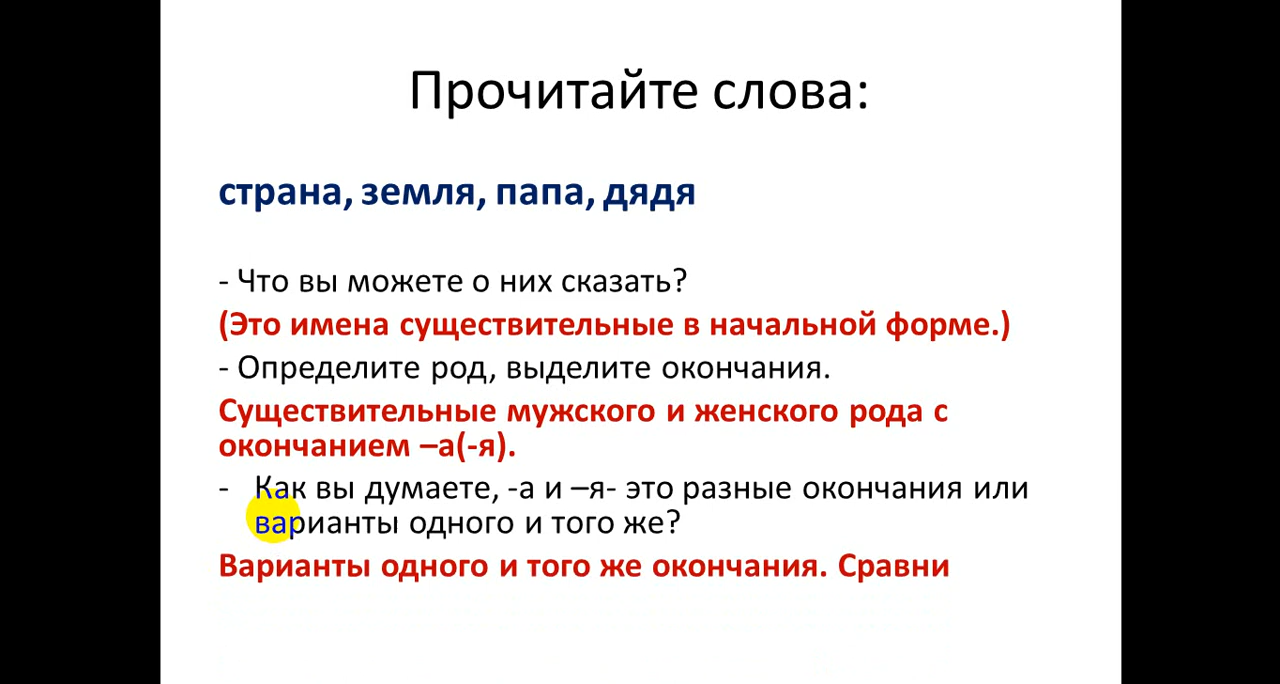 Прочитайте слова:
страна, земля, папа, дядя
- Что вы можете о них сказать?
(Это имена существительные в начальной форме.)
- Определите род, выделите окончания.
Существительные мужского и женского рода с
окончанием –а(-я).
- Как вы думаете, -а и –я- это разные окончания или
варианты одного и того же?
Варианты одного и того же окончания. Сравни